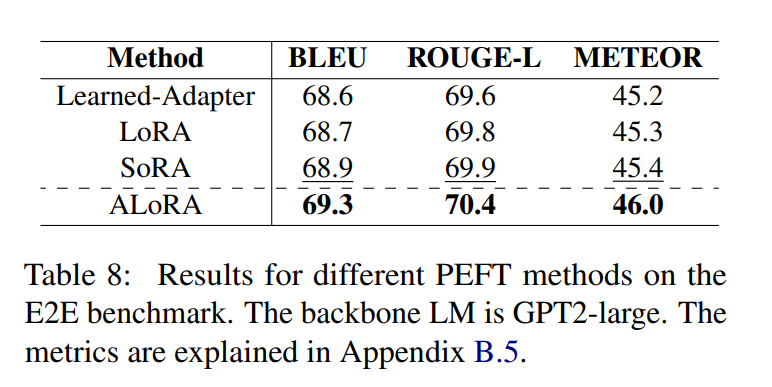 Method BLEU ROUGE-L METEOR
Learned-Adapter 68.6 69.6 45.2
LoRA 68.7 69.8 45.3
SoRA 68.9 69.9 45.4
ALoRA 69.3 70.4 46.0
Table 8: Results for different PEFT methods on the
E2E benchmark. The backbone LM is GPT2-large. The
metrics are explained in Appendix B.5.